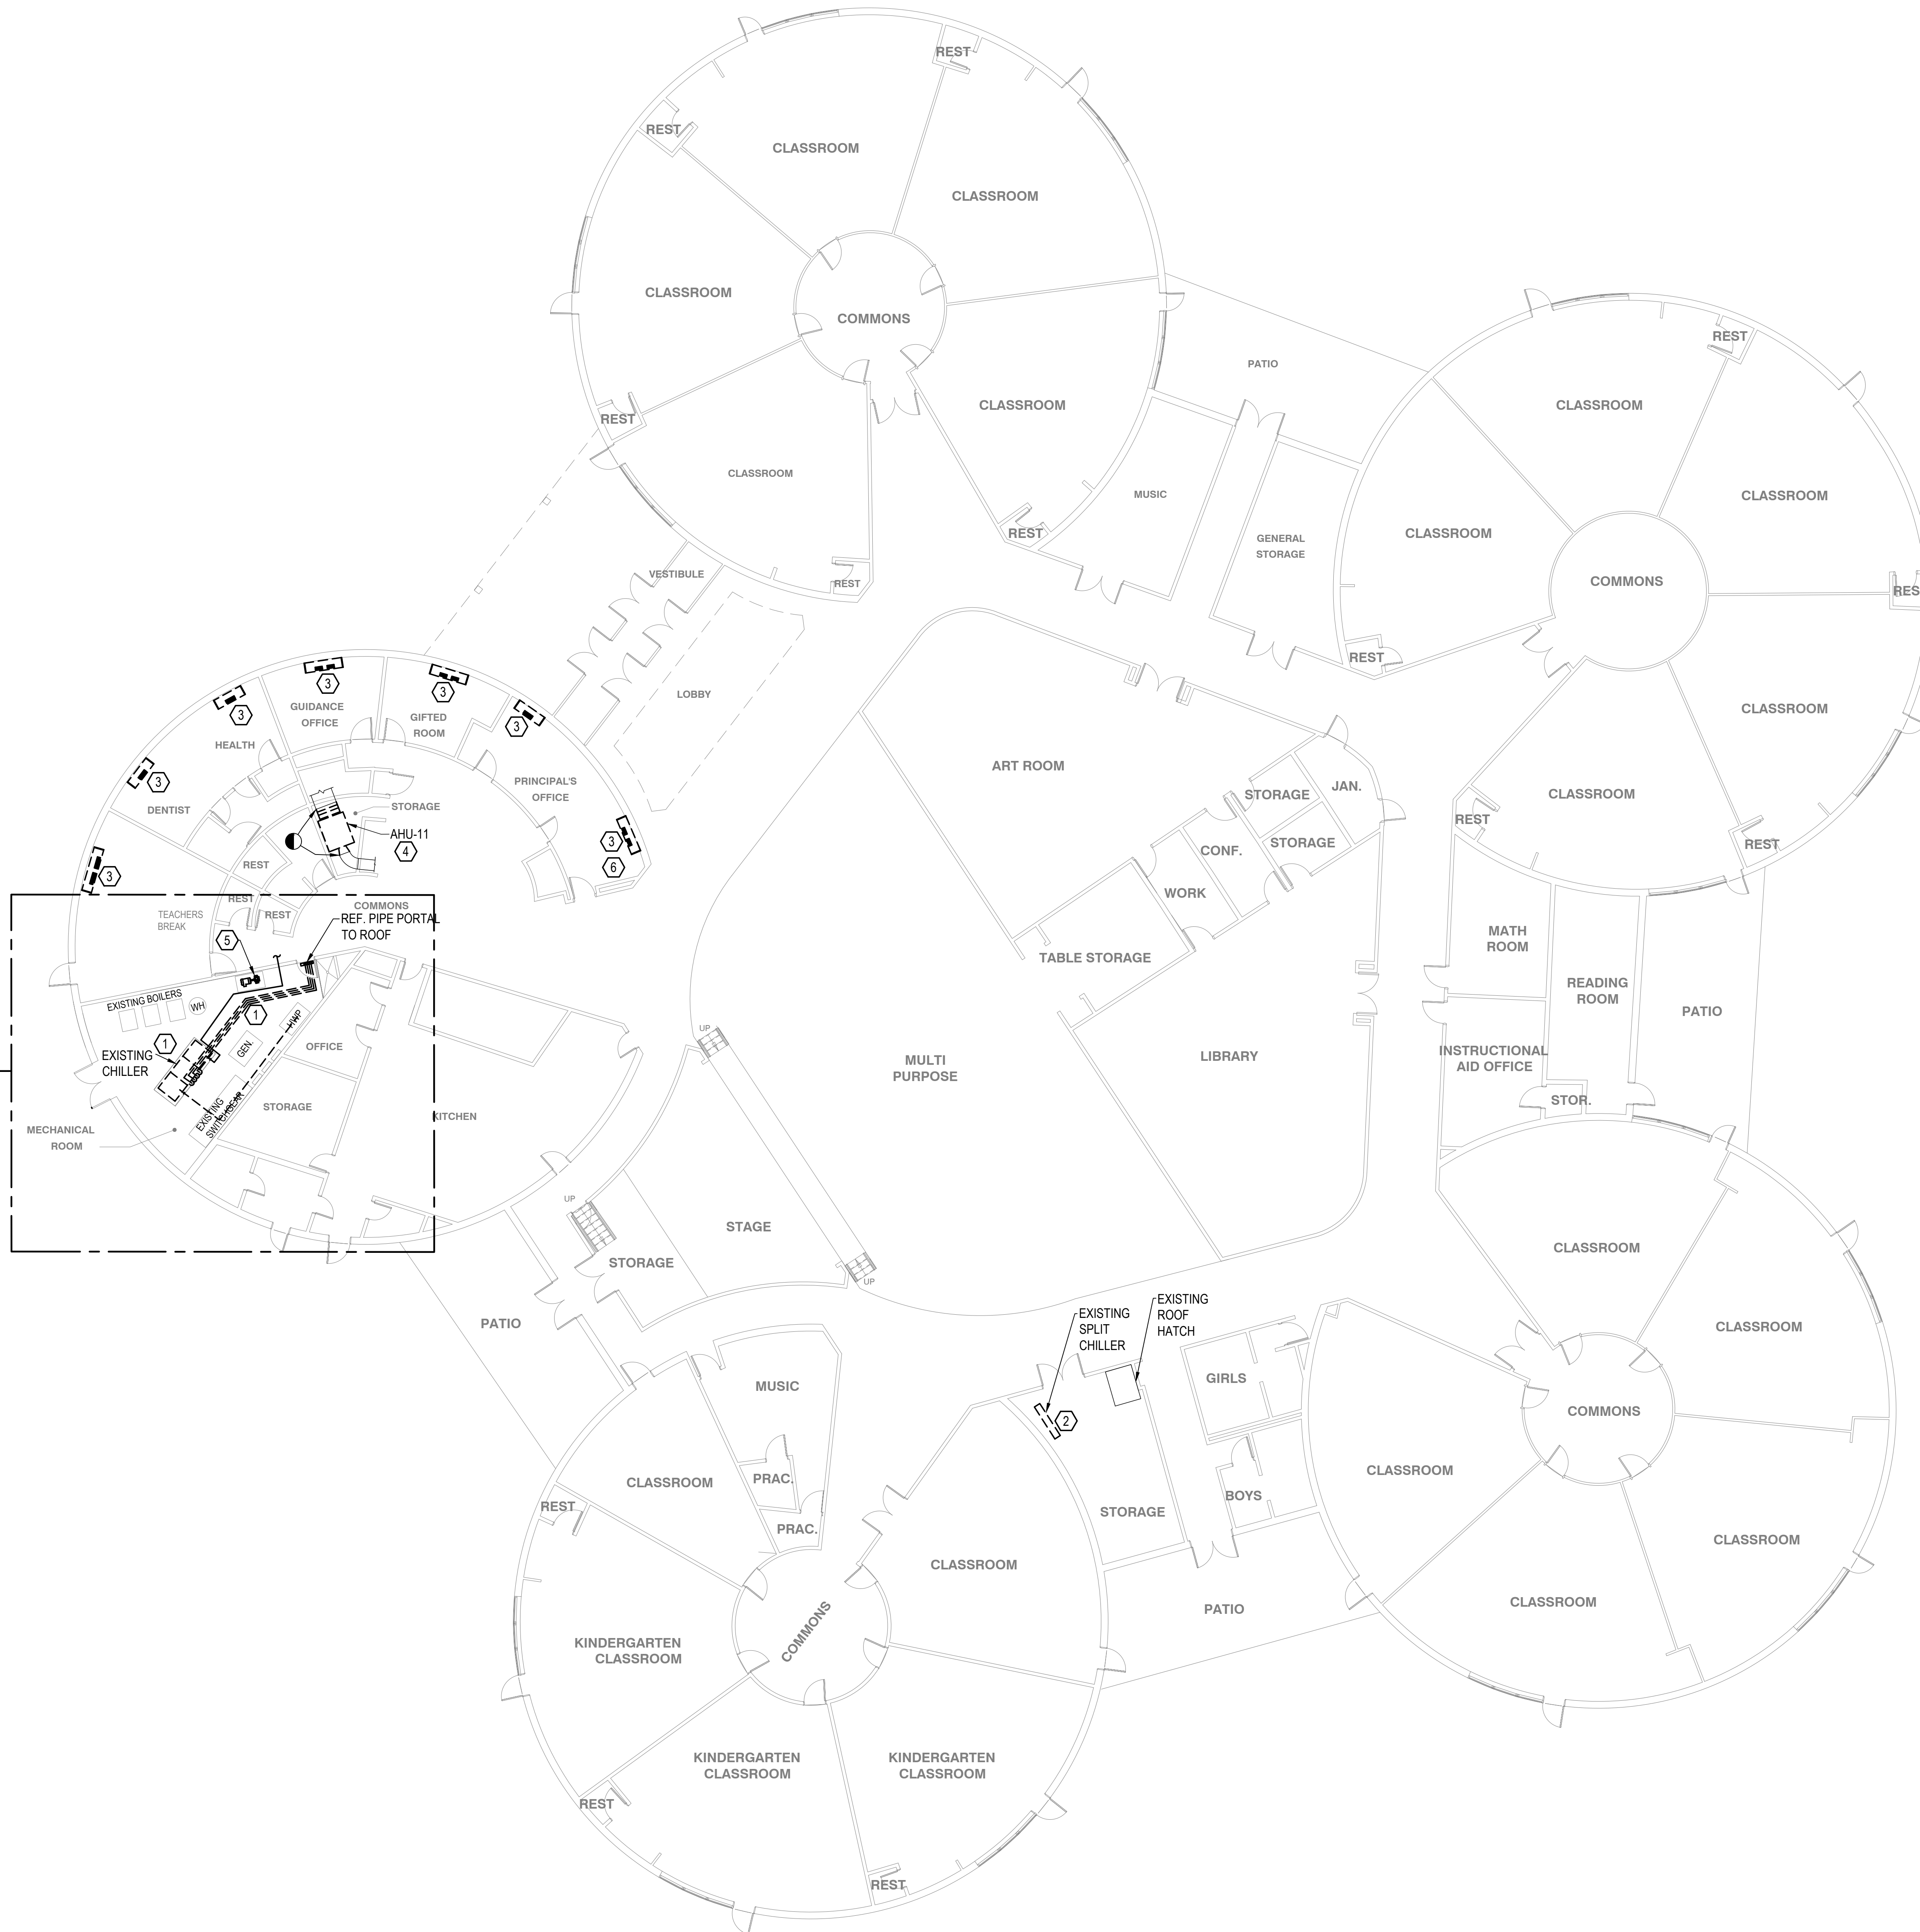 REST
REST
CLASSROOM
CLASSROOM
CLASSROOM
COMMONS
CLASSROOM
REST
CLASSROOM
REST
REST
MUSIC
PATIO
GENERAL
STORAGE
REST
CLASSROOM
CLASSROOM
CLASSROOM
COMMONS
REST
CLASSROOM
CLASSROOM
REST
REST
VESTIBULE
LOBBY
3
3
3
3
3
3
3
6
GUIDANCE
OFFICE
GIFTED
ROOM
HEALTH
DENTIST
PRINCIPAL'S
OFFICE
STORAGE
AHU-11
4
REST
REST
REST
COMMONS
TEACHERS
BREAK
REF. PIPE PORTAL
TO ROOF
5
EXISTING BOILERS
WH
1
HWP
1
GEN.
EXISTING
CHILLER
OFFICE
EXISTING
SWITCHGEAR
STORAGE
KITCHEN
MECHANICAL
ROOM
ART ROOM
STORAGE
JAN.
STORAGE
CONF.
WORK
TABLE STORAGE
UP
MULTI
PURPOSE
LIBRARY
MATH
ROOM
READING
ROOM
PATIO
INSTRUCTIONAL
AID OFFICE
STOR.
UP
STAGE
STORAGE
UP
PATIO
EXISTING
SPLIT
CHILLER
EXISTING
ROOF
HATCH
2
GIRLS
BOYS
STORAGE
PATIO
CLASSROOM
CLASSROOM
COMMONS
CLASSROOM
CLASSROOM
CLASSROOM
MUSIC
CLASSROOM
PRAC.
PRAC.
REST
CLASSROOM
COMMONS
KINDERGARTEN
CLASSROOM
KINDERGARTEN
CLASSROOM
KINDERGARTEN
CLASSROOM
REST
REST